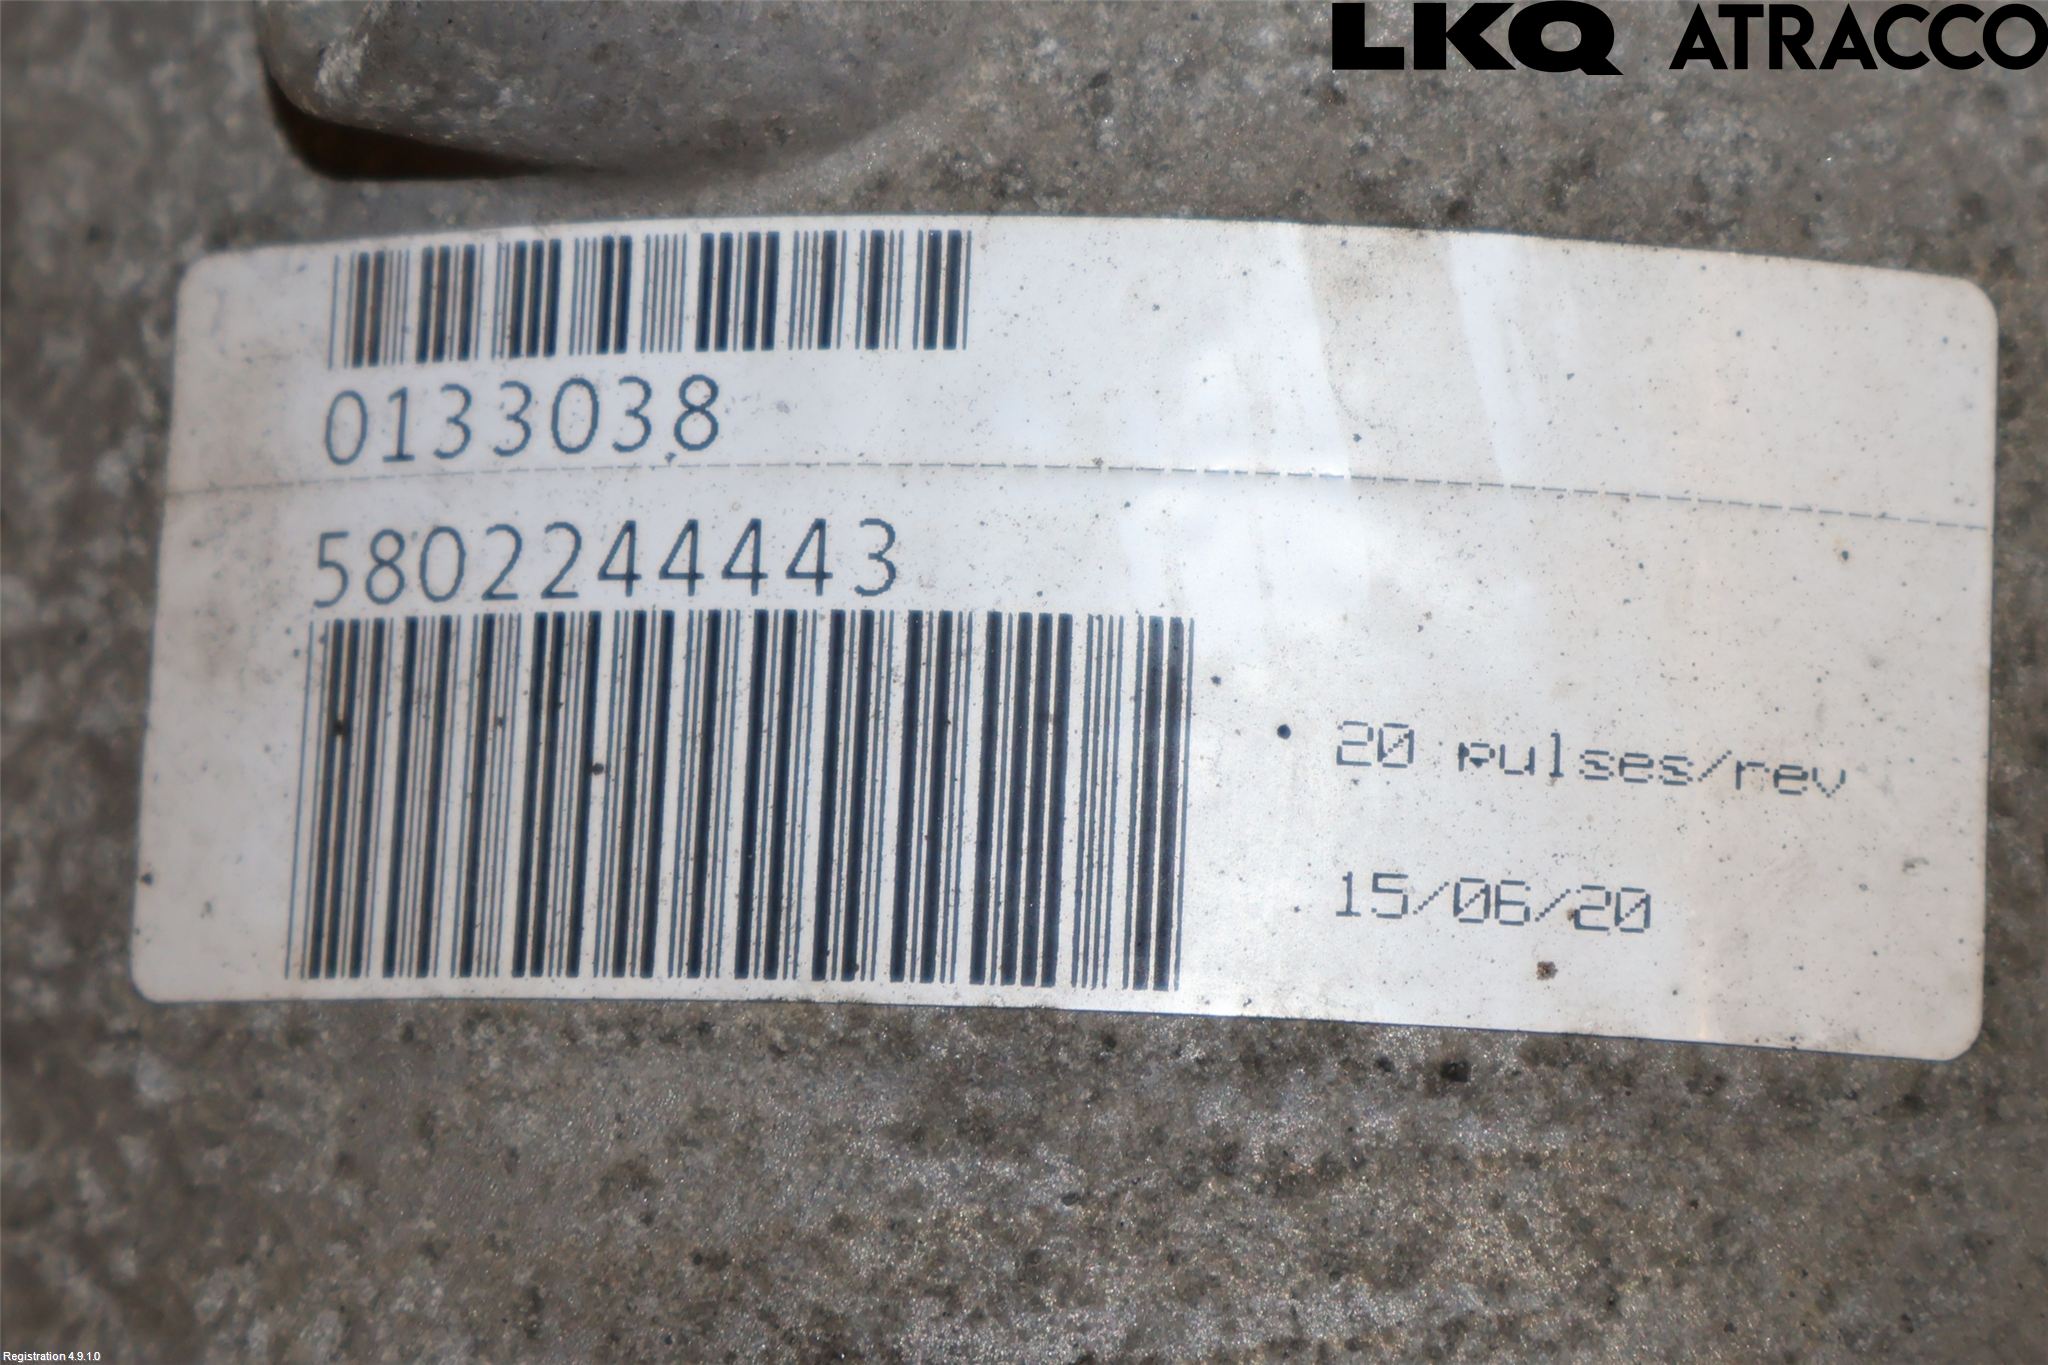 LKQ ATRACCO
0133038
5802244443
20 pulses/rev
15/06/20
Registration 4.9.1.0